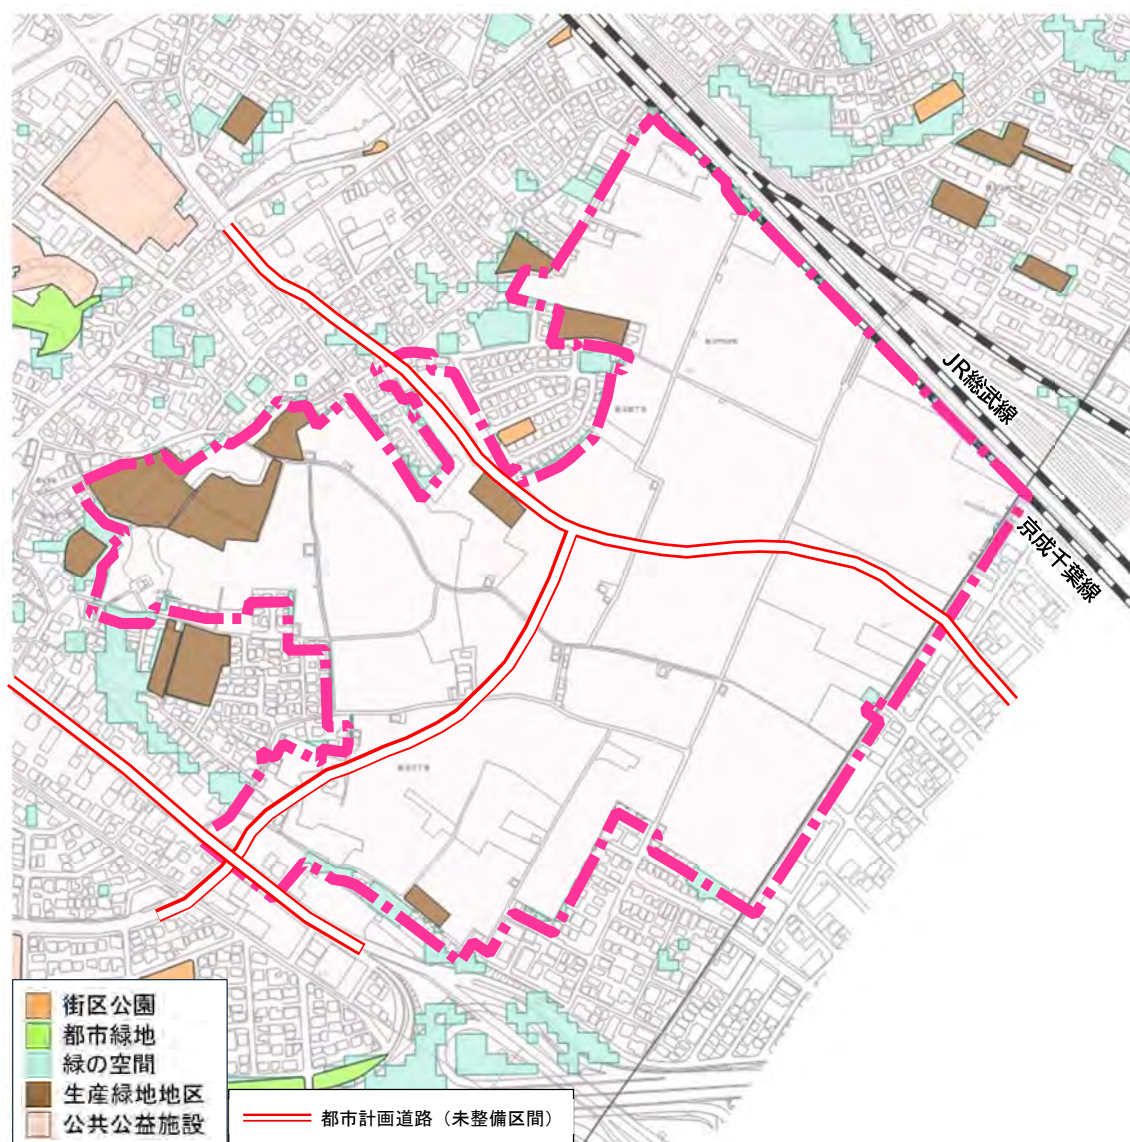 JR総武線
京成千葉線
街区公園
都市緑地
緑の空間
生産緑地地区
公共公益施設
都市計画道路(未整備区間)